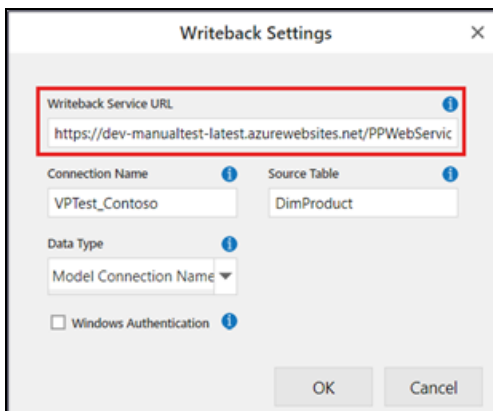 Writeback Settings
Writeback Service URL
https://dev-manualtest-latest.azurewebsites.net/PPWebServic
Connection Name
Source Table
VPTest_Contoso
DimProduct
Data Type
Model Connection Name
Windows Authentication
OK
Cancel